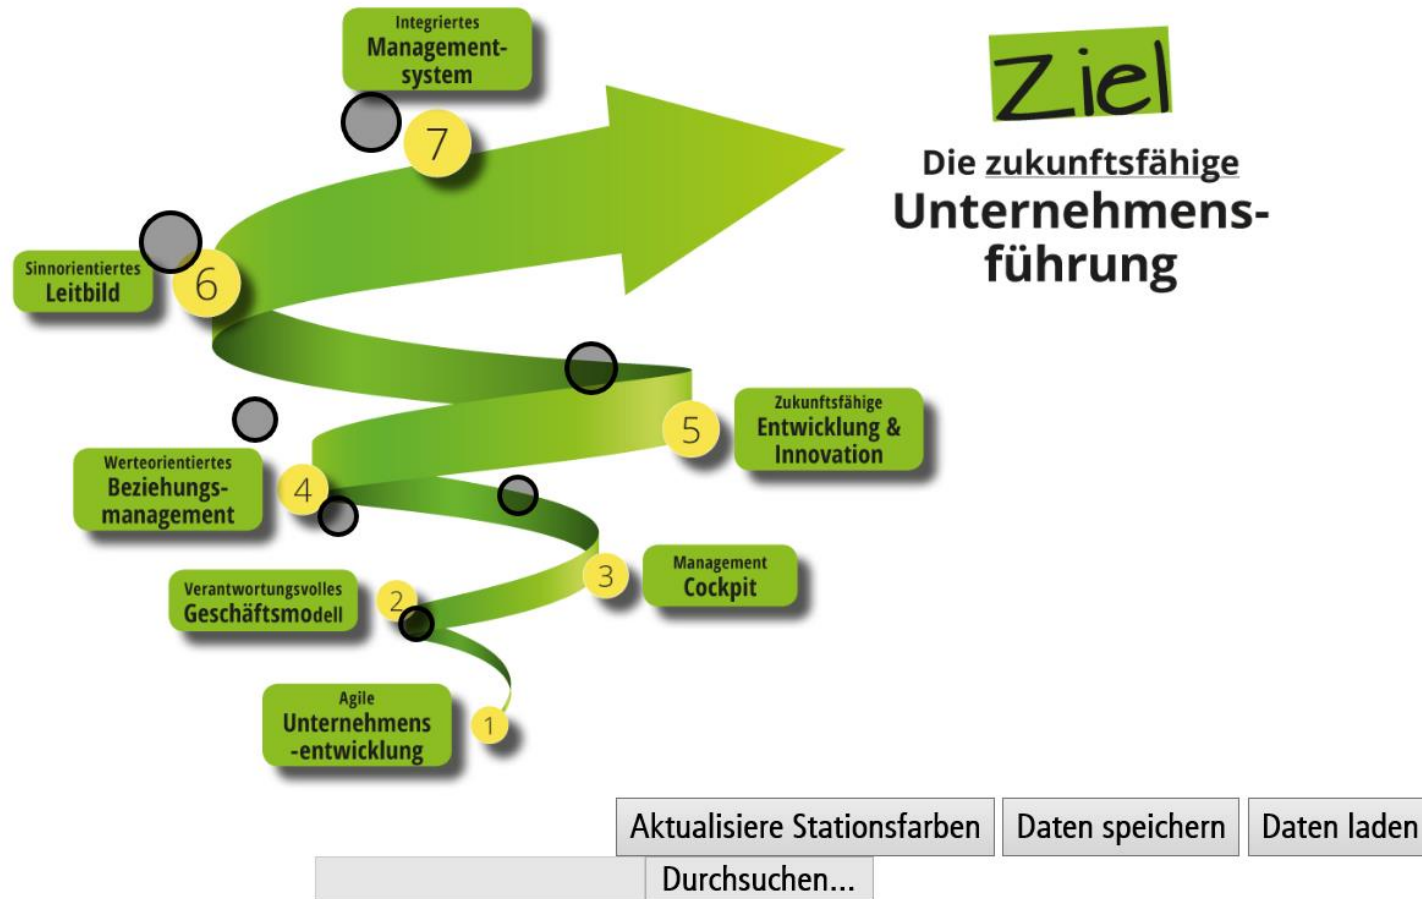 Integriertes
Management-
system
7
Ziel
Die zukunftsfähige
Unternehmens-
führung
Sinnorientiertes
Leitbild
6
Zukunftsfähige
Entwicklung &
Innovation
5
Werteorientiertes
Beziehungs-
management
4
Management
Cockpit
3
Verantwortungsvolles
Geschäftsmodell
2
Agile
Unternehmens
-entwicklung
1
Aktualisiere Stationsfarben
Daten speichern
Daten laden
Durchsuchen...